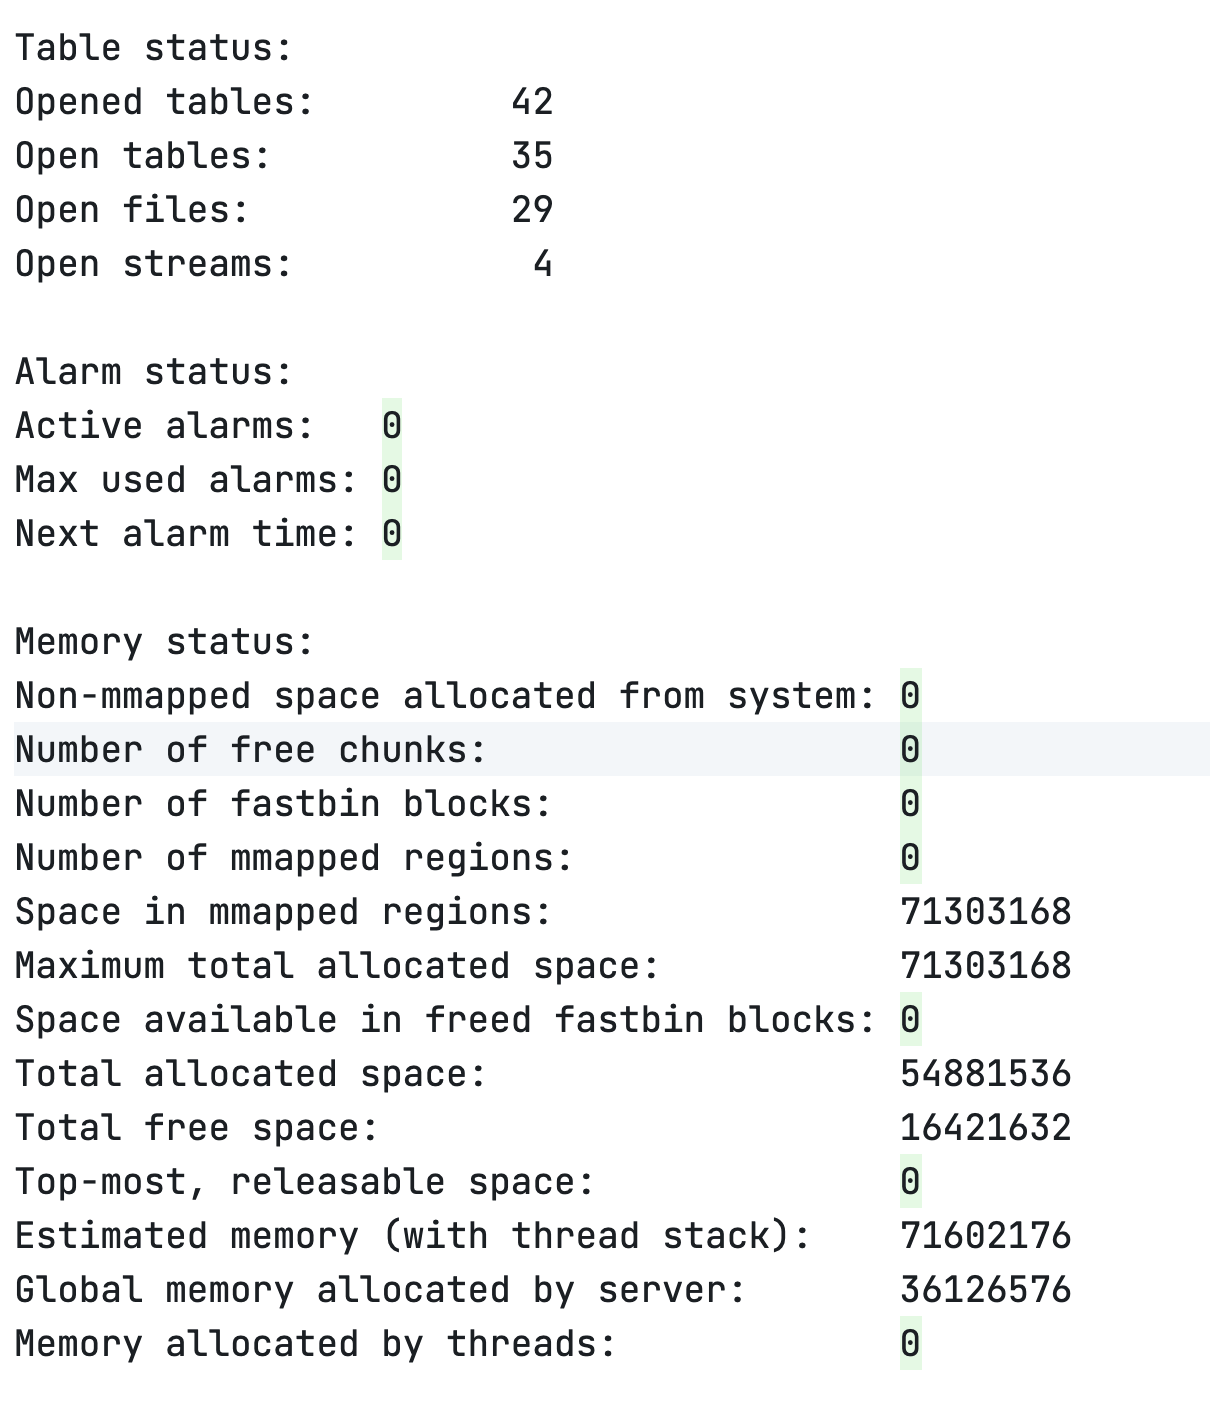 Table status:
Opened tables:         42
Open tables:           35
Open files:            29
Open streams:           4

Alarm status:
Active alarms:   0
Max used alarms: 0
Next alarm time: 0

Memory status:
Non-mmapped space allocated from system: 0
Number of free chunks:                   0
Number of fastbin blocks:                0
Number of mmapped regions:               0
Space in mmapped regions:                71303168
Maximum total allocated space:           71303168
Space available in freed fastbin blocks: 0
Total allocated space:                   54881536
Total free space:                        16421632
Top-most, releasable space:              0
Estimated memory (with thread stack):    71602176
Global memory allocated by server:       36126576
Memory allocated by threads:             0